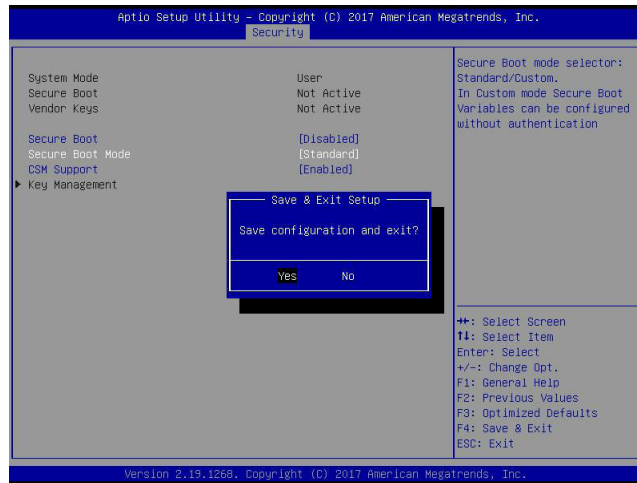 Aptio Setup Utility – Copyright (C) 2017 American Megatrends, Inc.
Security
System Mode User
Secure Boot Not Active
Vendor Keys Not Active
Secure Boot [Disabled]
Secure Boot Mode [Standard]
CSM Support [Enabled]
Key Management
Save & Exit Setup
Save configuration and exit?
Yes No
Secure Boot mode selector:
Standard/Custom.
In Custom mode Secure Boot
Variables can be configured
without authentication
→←: Select Screen
↑↓: Select Item
Enter: Select
+/-: Change Opt.
F1: General Help
F2: Previous Values
F3: Optimized Defaults
F4: Save & Exit
ESC: Exit
Version 2.19.1268. Copyright (C) 2017 American Megatrends, Inc.